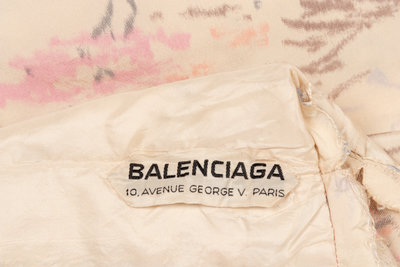 BALENCIAGA
10, AVENUE GEORGE V. PARIS